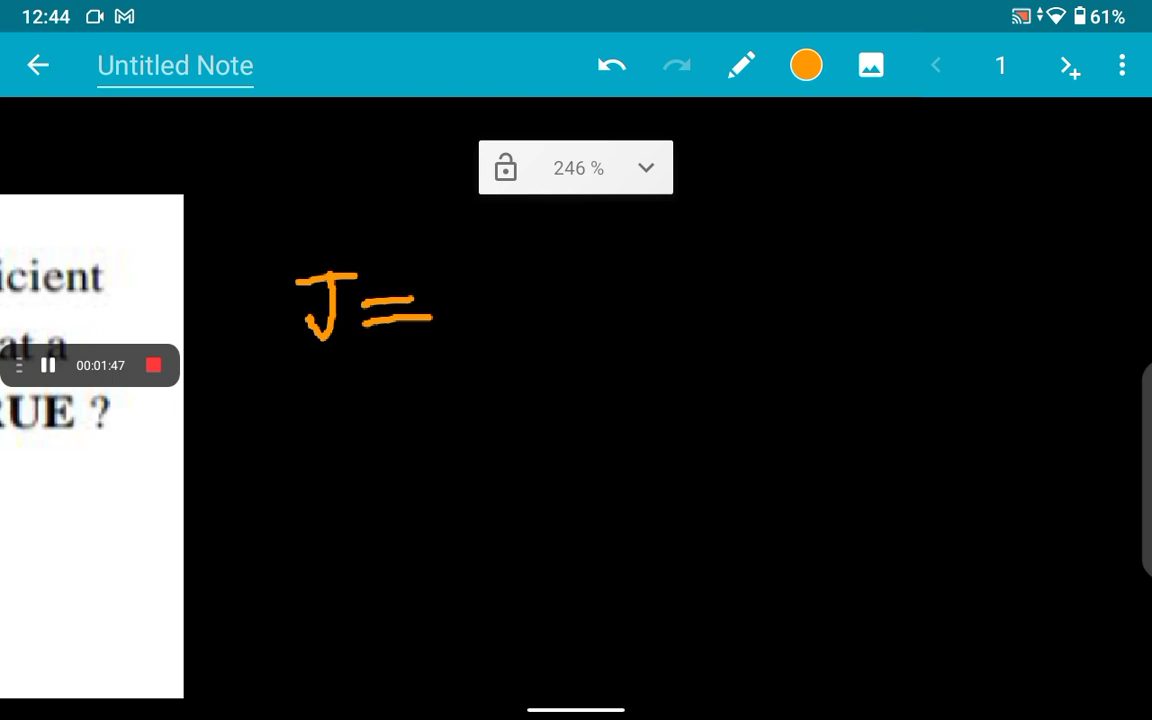 12:44 61%
Untitled Note 1
246 %
icient
J=
at a
00:01:47
RUE ?